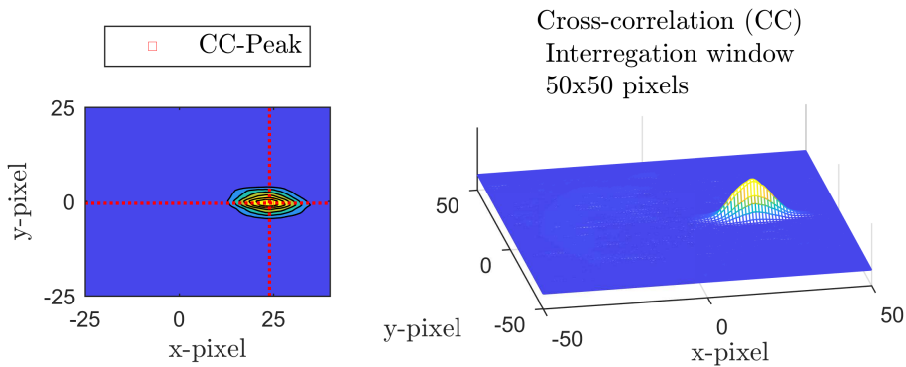 CC-Peak
25
0
-25
-25
0
25
y-pixel
x-pixel
Cross-correlation (CC)
Interregation window
50x50 pixels
50
0
-50
-50
0
50
y-pixel
x-pixel